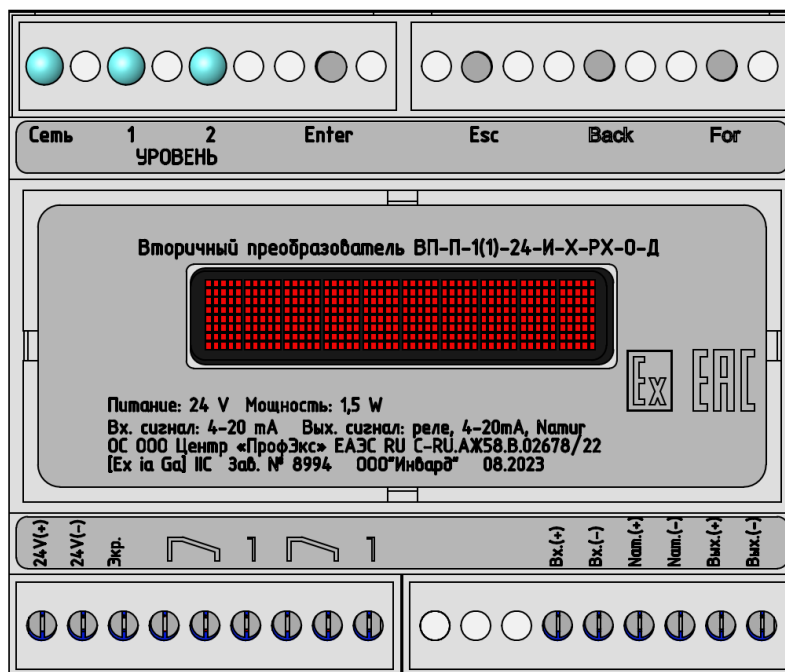 Сеть 1 2 Enter Esc Back For
УРОВЕНЬ
Вторичный преобразователь ВП-П-1(1)-24-И-Х-РХ-О-Д
Ex EAC
Питание: 24 V Мощность: 1,5 W
Вх. сигнал: 4-20 mA Вых. сигнал: реле, 4-20mA, Namur
ОС ООО Центр «ПрофЭкс» ЕАЭС RU C-RU.АЖ58.В.02678/22
[Ex ia Ga] IIC Зав. № 8994 ООО"Инвард" 08.2023
24V(+) 24V(-) Экр. Вх.(+) Вх.(-) Nam.(+) Nam.(-) Вых.(+) Вых.(-)